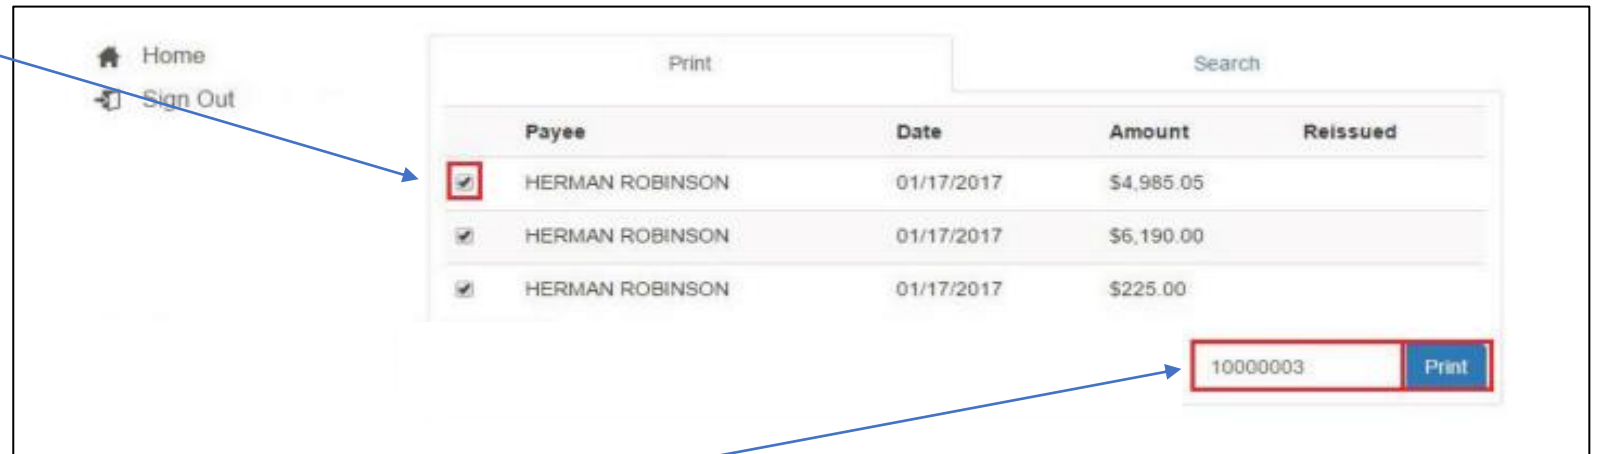 Home
Sign Out
Print Search
Payee Date Amount Reissued
HERMAN ROBINSON 01/17/2017 $4,985.05
HERMAN ROBINSON 01/17/2017 $6,190.00
HERMAN ROBINSON 01/17/2017 $225.00
10000003 Print